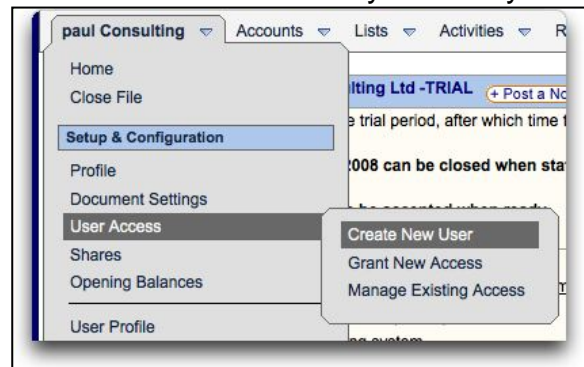 paul Consulting Accounts Lists Activities
Home
Close File
lting Ltd -TRIAL + Post a No
e trial period, after which time
Setup & Configuration
2008 can be closed when
Profile
Document Settings
User Access
Create New User
Shares
Grant New Access
Opening Balances
Manage Existing Access
User Profile